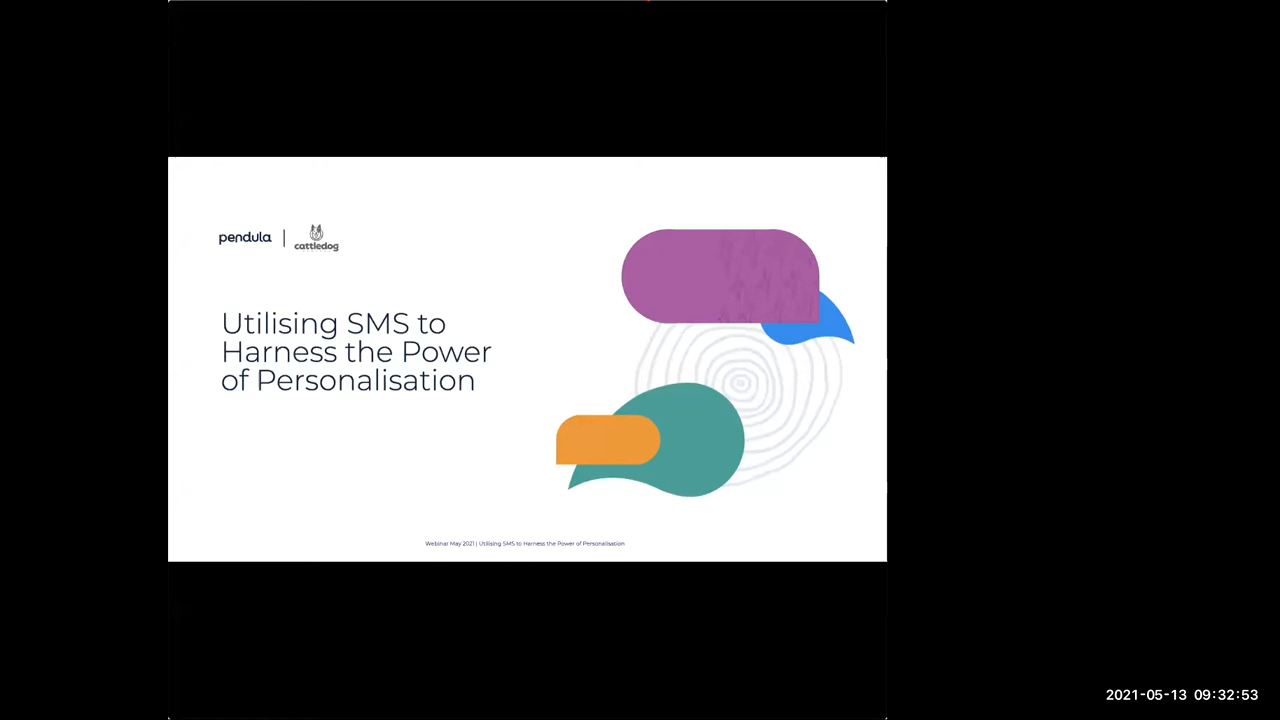 pendula | cattledog
Utilising SMS to
Harness the Power
of Personalisation
Webinar May 2021 | Utilising SMS to Harness the Power of Personalisation
2021-05-13 09:32:53